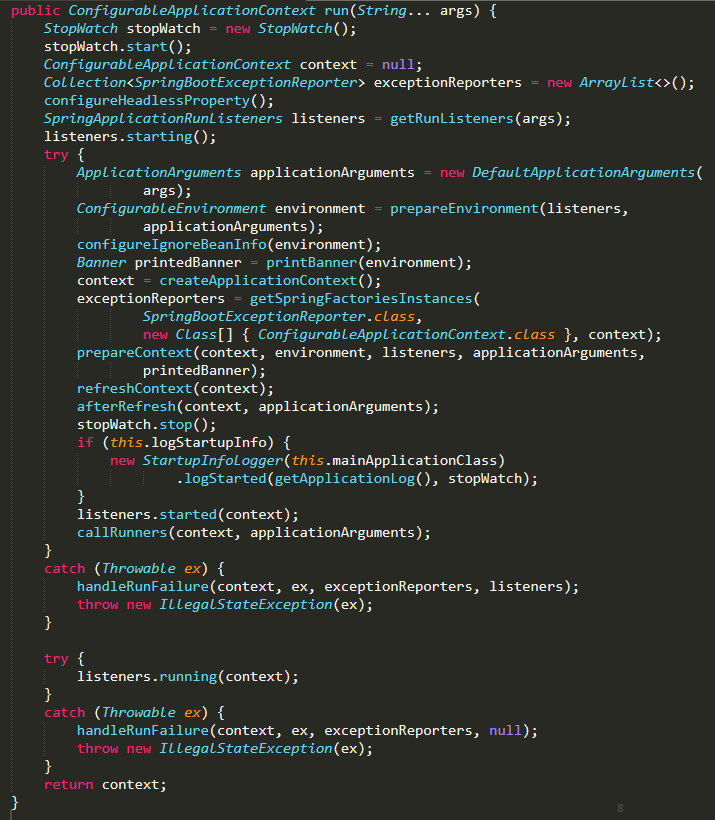 public ConfigurableApplicationContext run(String... args) {
    StopWatch stopWatch = new StopWatch();
    stopWatch.start();
    ConfigurableApplicationContext context = null;
    Collection<SpringBootExceptionReporter> exceptionReporters = new ArrayList<>();
    configureHeadlessProperty();
    SpringApplicationRunListeners listeners = getRunListeners(args);
    listeners.starting();
    try {
        ApplicationArguments applicationArguments = new DefaultApplicationArguments(
                args);
        ConfigurableEnvironment environment = prepareEnvironment(listeners,
                applicationArguments);
        configureIgnoreBeanInfo(environment);
        Banner printedBanner = printBanner(environment);
        context = createApplicationContext();
        exceptionReporters = getSpringFactoriesInstances(
                SpringBootExceptionReporter.class,
                new Class[] { ConfigurableApplicationContext.class }, context);
        prepareContext(context, environment, listeners, applicationArguments,
                printedBanner);
        refreshContext(context);
        afterRefresh(context, applicationArguments);
        stopWatch.stop();
        if (this.logStartupInfo) {
            new StartupInfoLogger(this.mainApplicationClass)
                    .logStarted(getApplicationLog(), stopWatch);
        }
        listeners.started(context);
        callRunners(context, applicationArguments);
    }
    catch (Throwable ex) {
        handleRunFailure(context, ex, exceptionReporters, listeners);
        throw new IllegalStateException(ex);
    }

    try {
        listeners.running(context);
    }
    catch (Throwable ex) {
        handleRunFailure(context, ex, exceptionReporters, null);
        throw new IllegalStateException(ex);
    }
    return context;
}
8